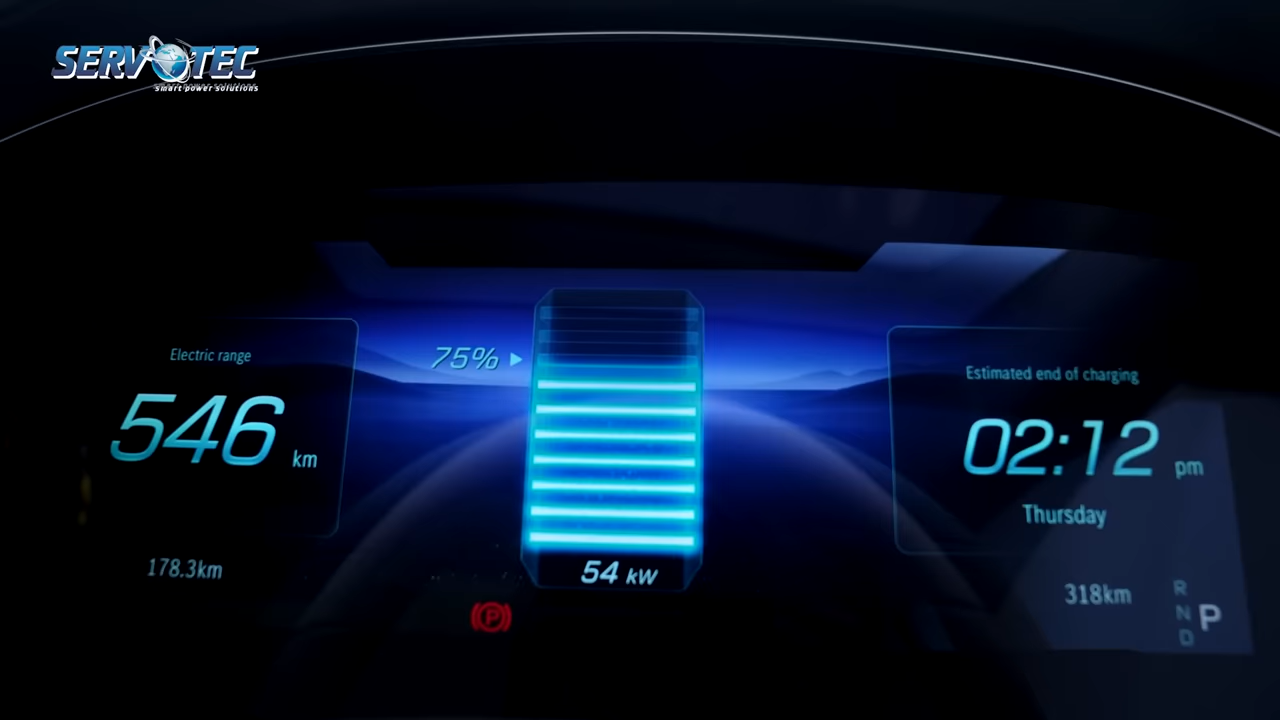 SERVOTEC
smart power solutions
75%
Electric range
546 km
Estimated end of charging
02:12 pm
Thursday
178.3km
54 kW
318km
R
N
D
P
P